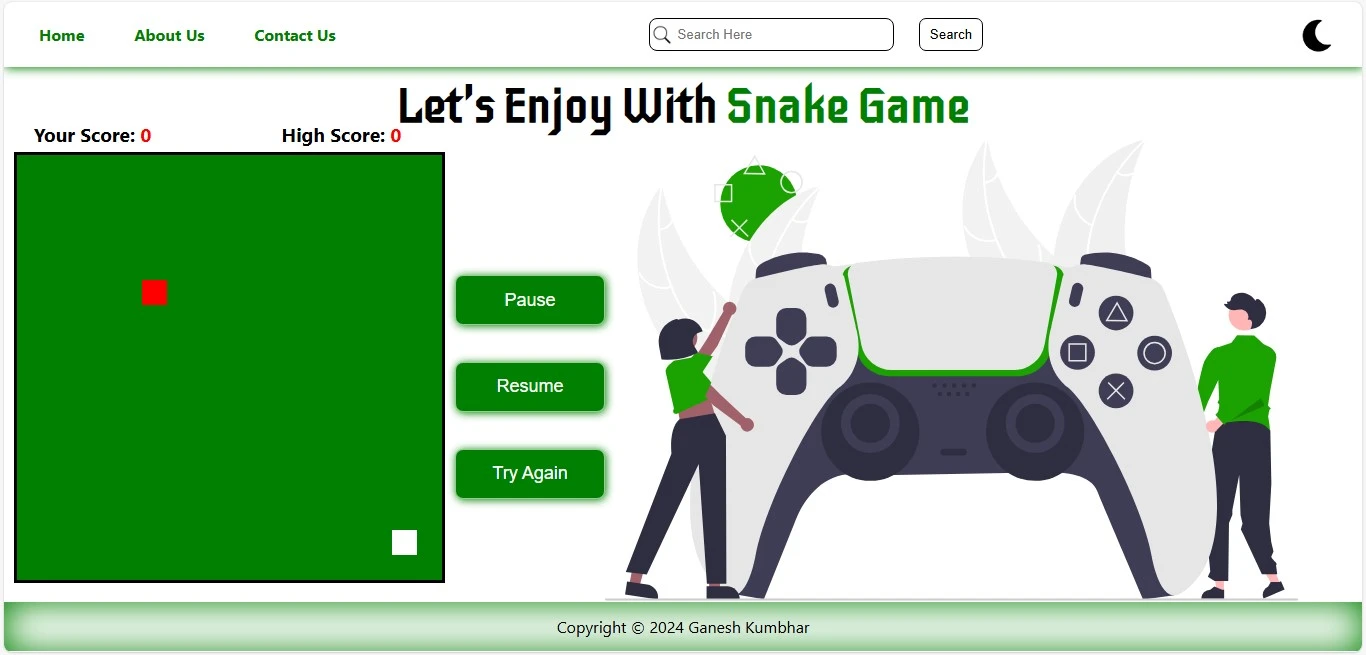 Home About Us Contact Us Search Here Search
Let's Enjoy With Snake Game
Your Score: 0 High Score: 0
Pause
Resume
Try Again
Copyright © 2024 Ganesh Kumbhar